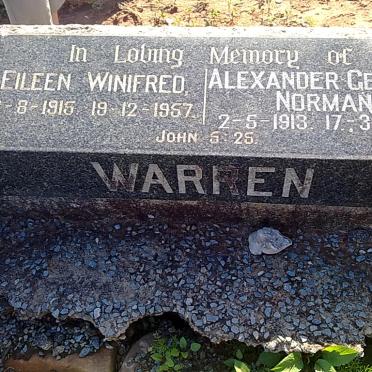 In Loving Memory of
EILEEN WINIFRED,
-8-1915 19-12-1957.
ALEXANDER GE
NORMAN
2-5-1913. 17.3
JOHN 5:25.
WARREN